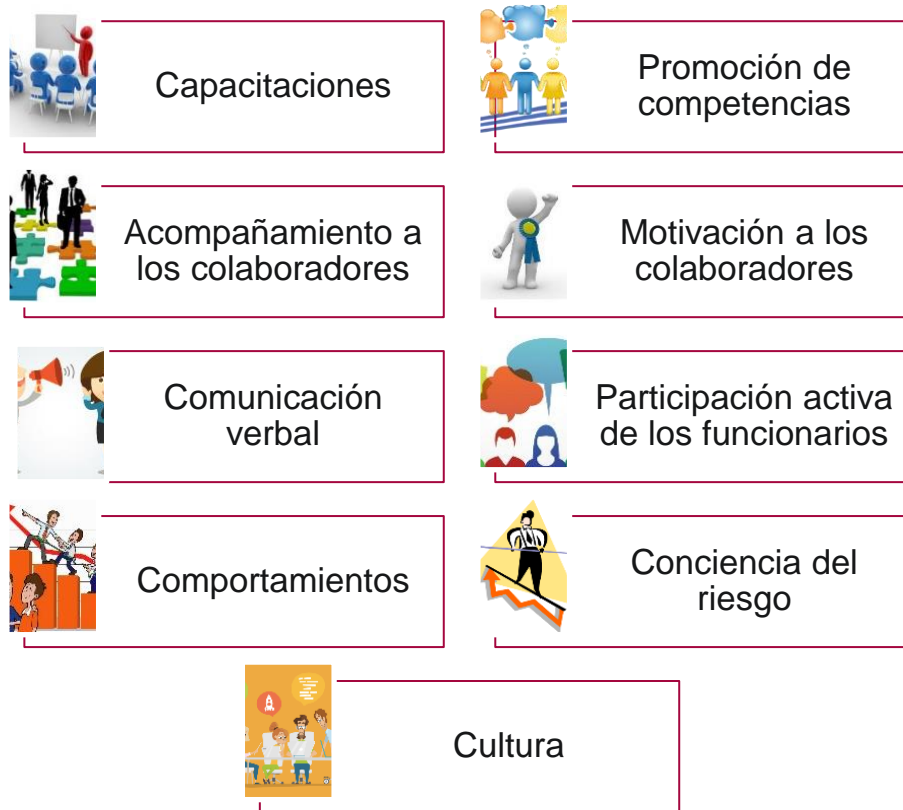 Capacitaciones
Promoción de
competencias
Acompañamiento a
los colaboradores
Motivación a los
colaboradores
Comunicación
verbal
Participación activa
de los funcionarios
Comportamientos
Conciencia del
riesgo
Cultura